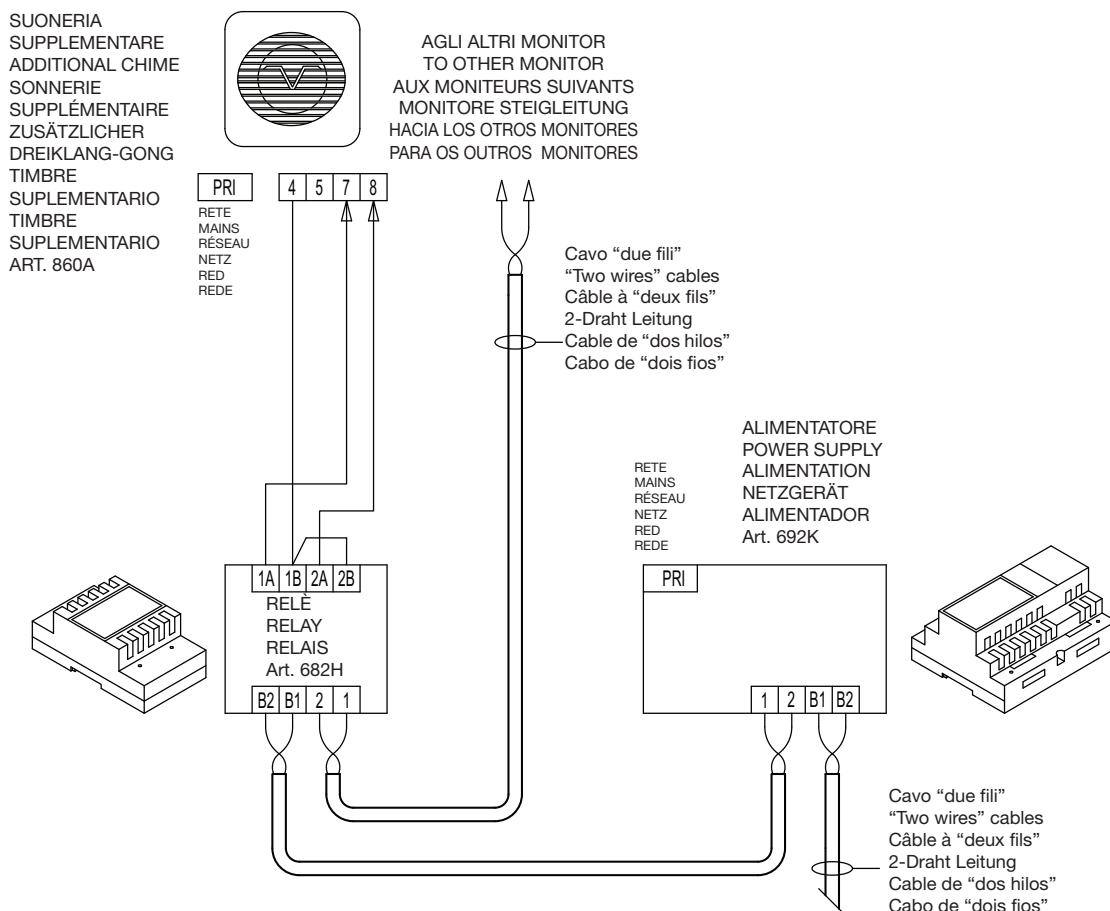 SUONERIA
SUPPLEMENTARE
ADDITIONAL CHIME
SONNERIE
SUPPLÉMENTAIRE
ZUSÄTZLICHER
DREIKLANG-GONG
TIMBRE
SUPLEMENTARIO
TIMBRE
SUPLEMENTARIO
ART. 860A
AGLI ALTRI MONITOR
TO OTHER MONITOR
AUX MONITEURS SUIVANTS
MONITORE STEIGLEITUNG
HACIA LOS OTROS MONITORES
PARA OS OUTROS MONITORES
PRI
4 5 7 8
RETE
MAINS
RÉSEAU
NETZ
RED
REDE
Cavo “due fili”
“Two wires” cables
Câble à “deux fils”
2-Draht Leitung
Cable de “dos hilos”
Cabo de “dois fios”
ALIMENTATORE
POWER SUPPLY
ALIMENTATION
NETZGERÄT
ALIMENTADOR
Art. 692K
RETE
MAINS
RÉSEAU
NETZ
RED
REDE
PRI
1 2 B1 B2
1A 1B 2A 2B
RELÈ
RELAY
RELAIS
Art. 682H
B2 B1 2 1
Cavo “due fili”
“Two wires” cables
Câble à “deux fils”
2-Draht Leitung
Cable de “dos hilos”
Cabo de “dois fios”